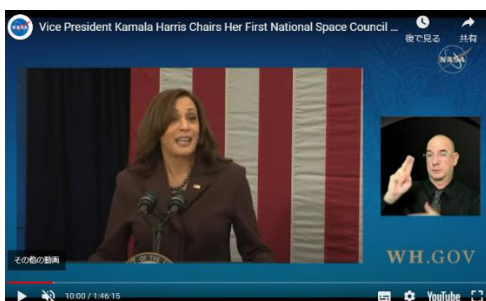 NASA
Vice President Kamala Harris Chairs Her First National Space Council ...
後で見る
共有
NASA
その他の動画
WH.GOV
10:00 / 1:46:15
YouTube